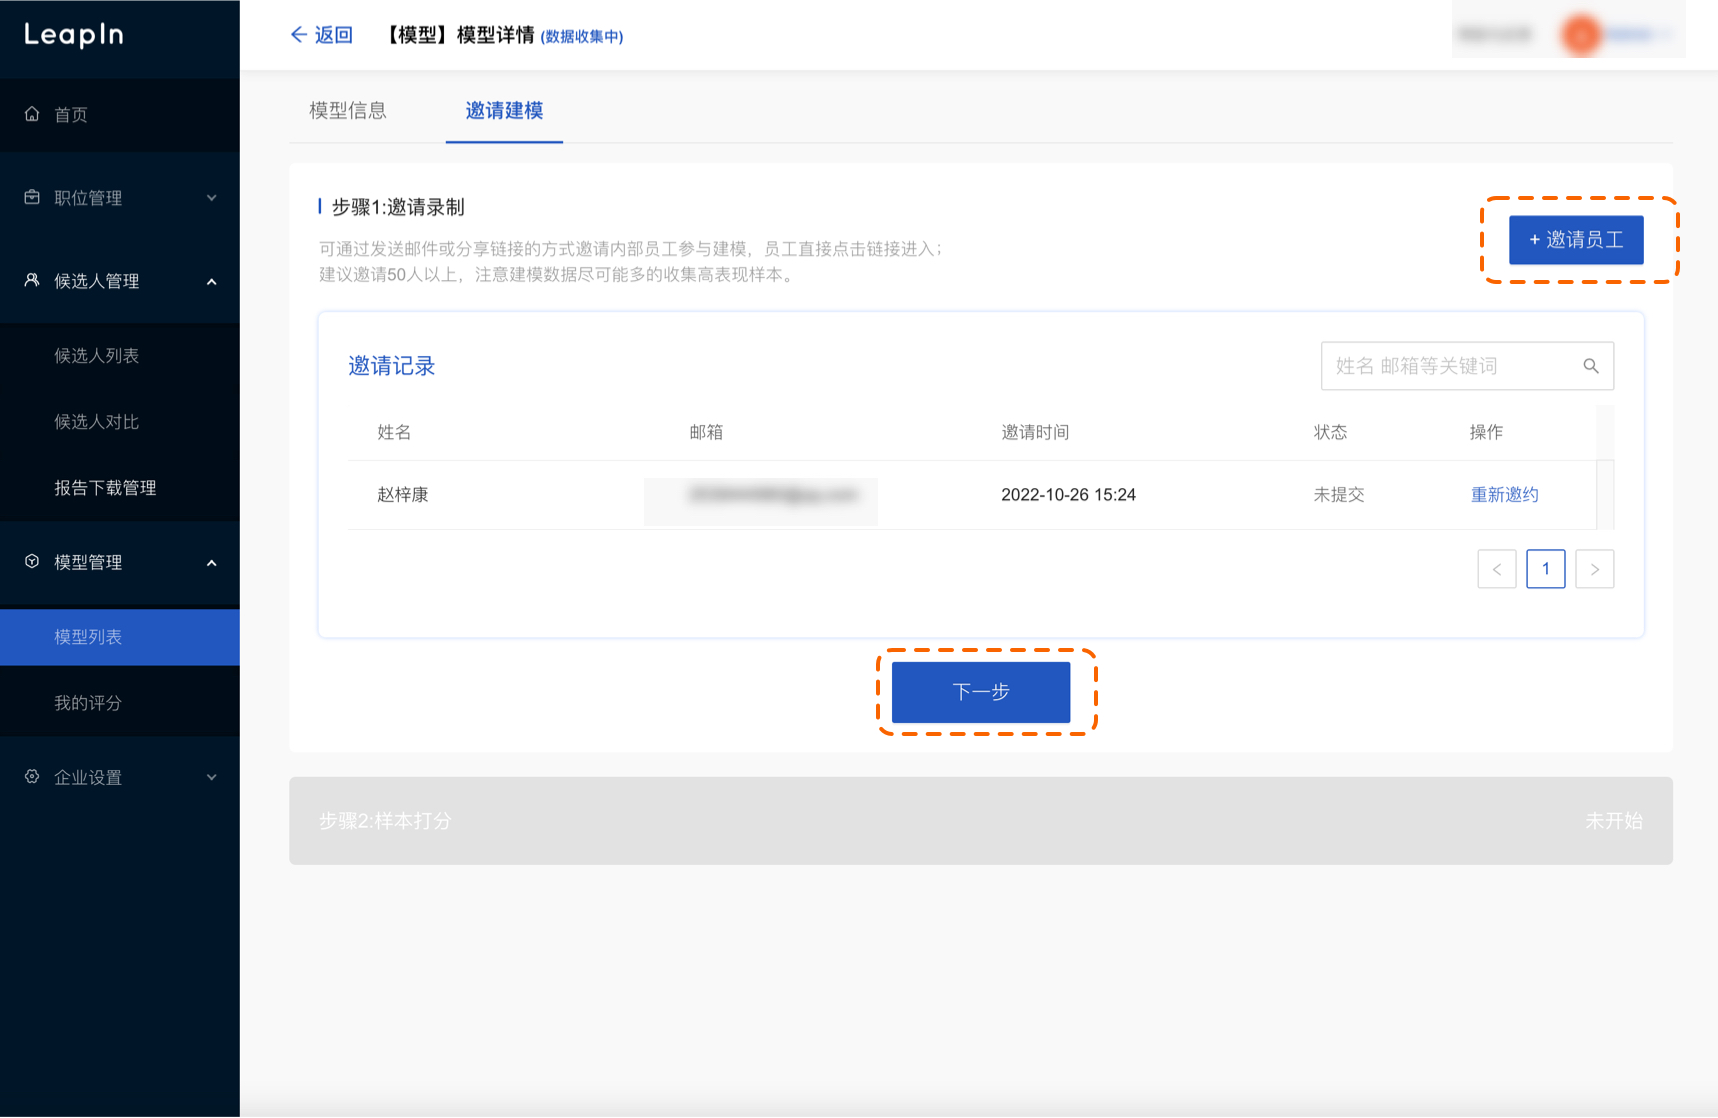 LeapIn
首页
职位管理
候选人管理
候选人列表
候选人对比
报告下载管理
模型管理
模型列表
我的评分
企业设置
返回 【模型】模型详情 (数据收集中)
模型信息 邀请建模
步骤1:邀请录制
可通过发送邮件或分享链接的方式邀请内部员工参与建模，员工直接点击链接进入；
建议邀请50人以上，注意建模数据尽可能多的收集高表现样本。
+ 邀请员工
邀请记录
姓名 邮箱等关键词
姓名 邮箱 邀请时间 状态 操作
赵梓康 2022-10-26 15:24 未提交 重新邀约
< 1 >
下一步
步骤2:样本打分 未开始